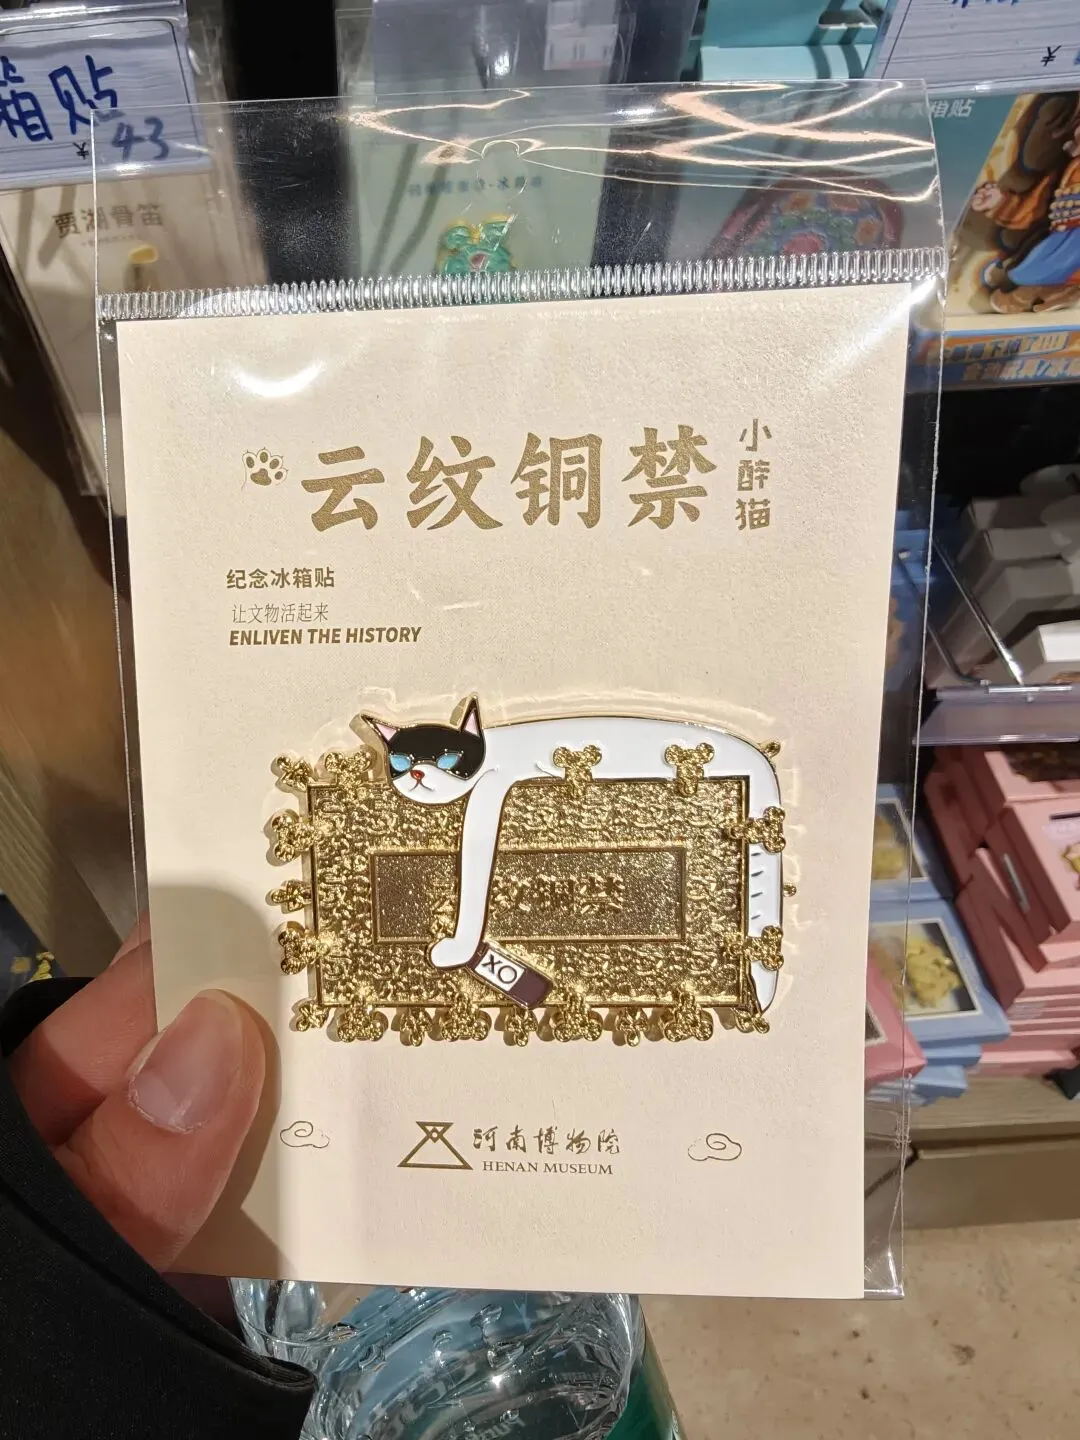 箱贴
¥ 43
¥
贾湖骨笛
云纹铜禁
小醉猫
纪念冰箱贴
让文物活起来
ENLIVEN THE HISTORY
纹铜禁
XO
河南博物院
HENAN MUSEUM